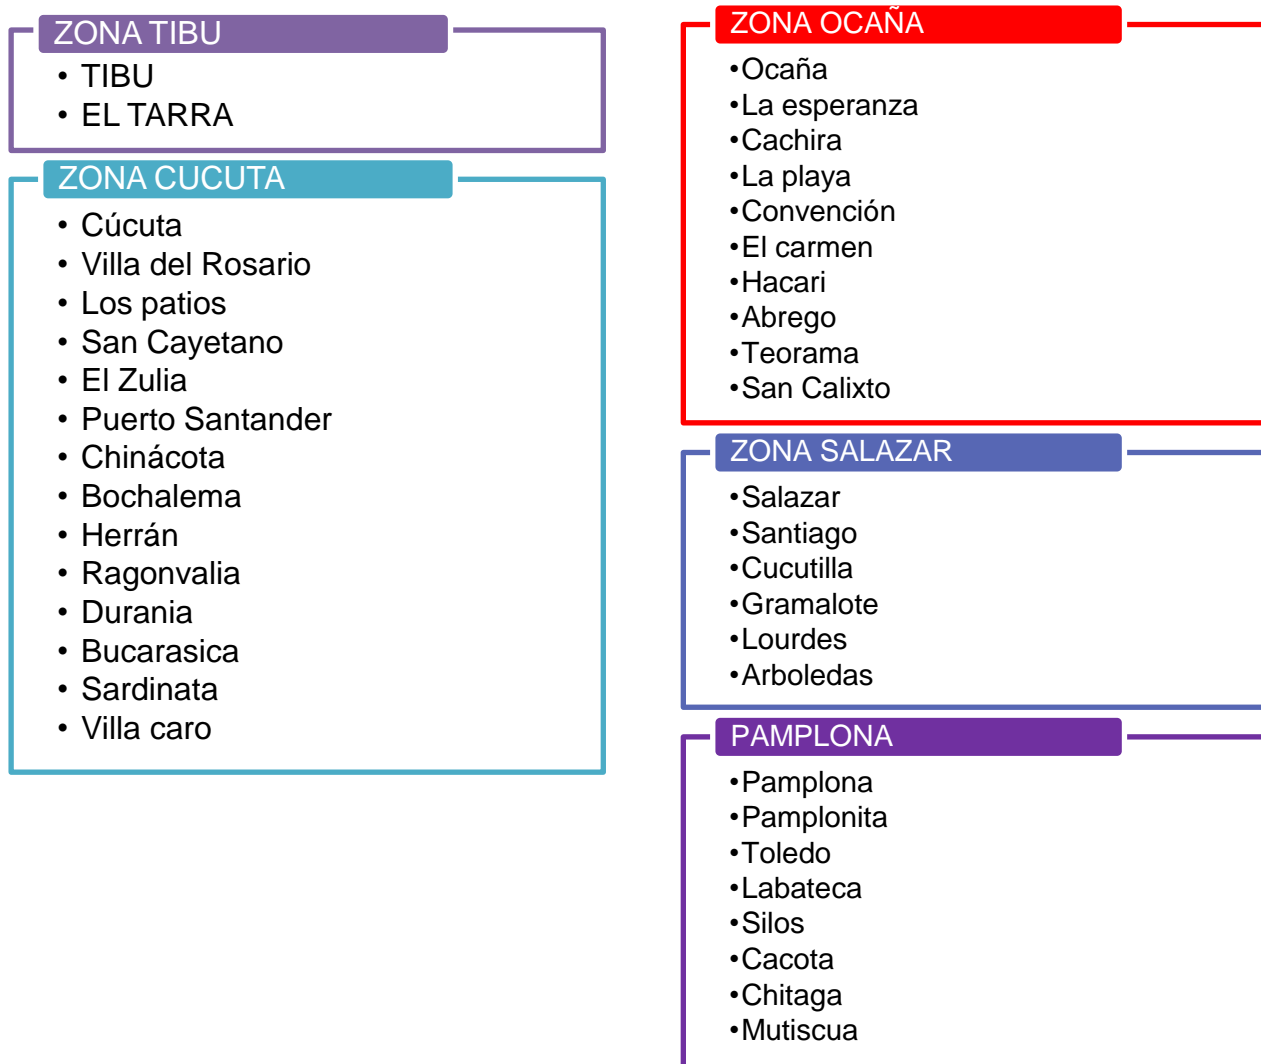 ZONA TIBU
• TIBU
• EL TARRA
ZONA CUCUTA
• Cúcuta
• Villa del Rosario
• Los patios
• San Cayetano
• El Zulia
• Puerto Santander
• Chinácota
• Bochalema
• Herrán
• Ragonvalia
• Durania
• Bucarasica
• Sardinata
• Villa caro
ZONA OCAÑA
•Ocaña
•La esperanza
•Cachira
•La playa
•Convención
•El carmen
•Hacari
•Abrego
•Teorama
•San Calixto
ZONA SALAZAR
•Salazar
•Santiago
•Cucutilla
•Gramalote
•Lourdes
•Arboledas
PAMPLONA
•Pamplona
•Pamplonita
•Toledo
•Labateca
•Silos
•Cacota
•Chitaga
•Mutiscua